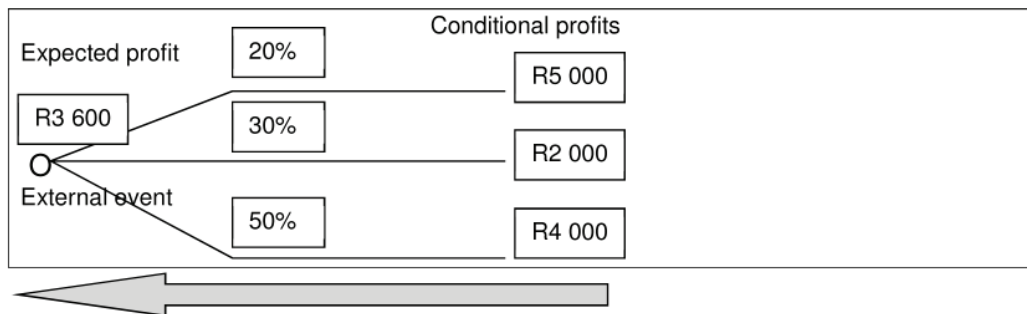 Conditional profits
Expected profit
20%
R5 000
R3 600
30%
R2 000
O
External event
50%
R4 000